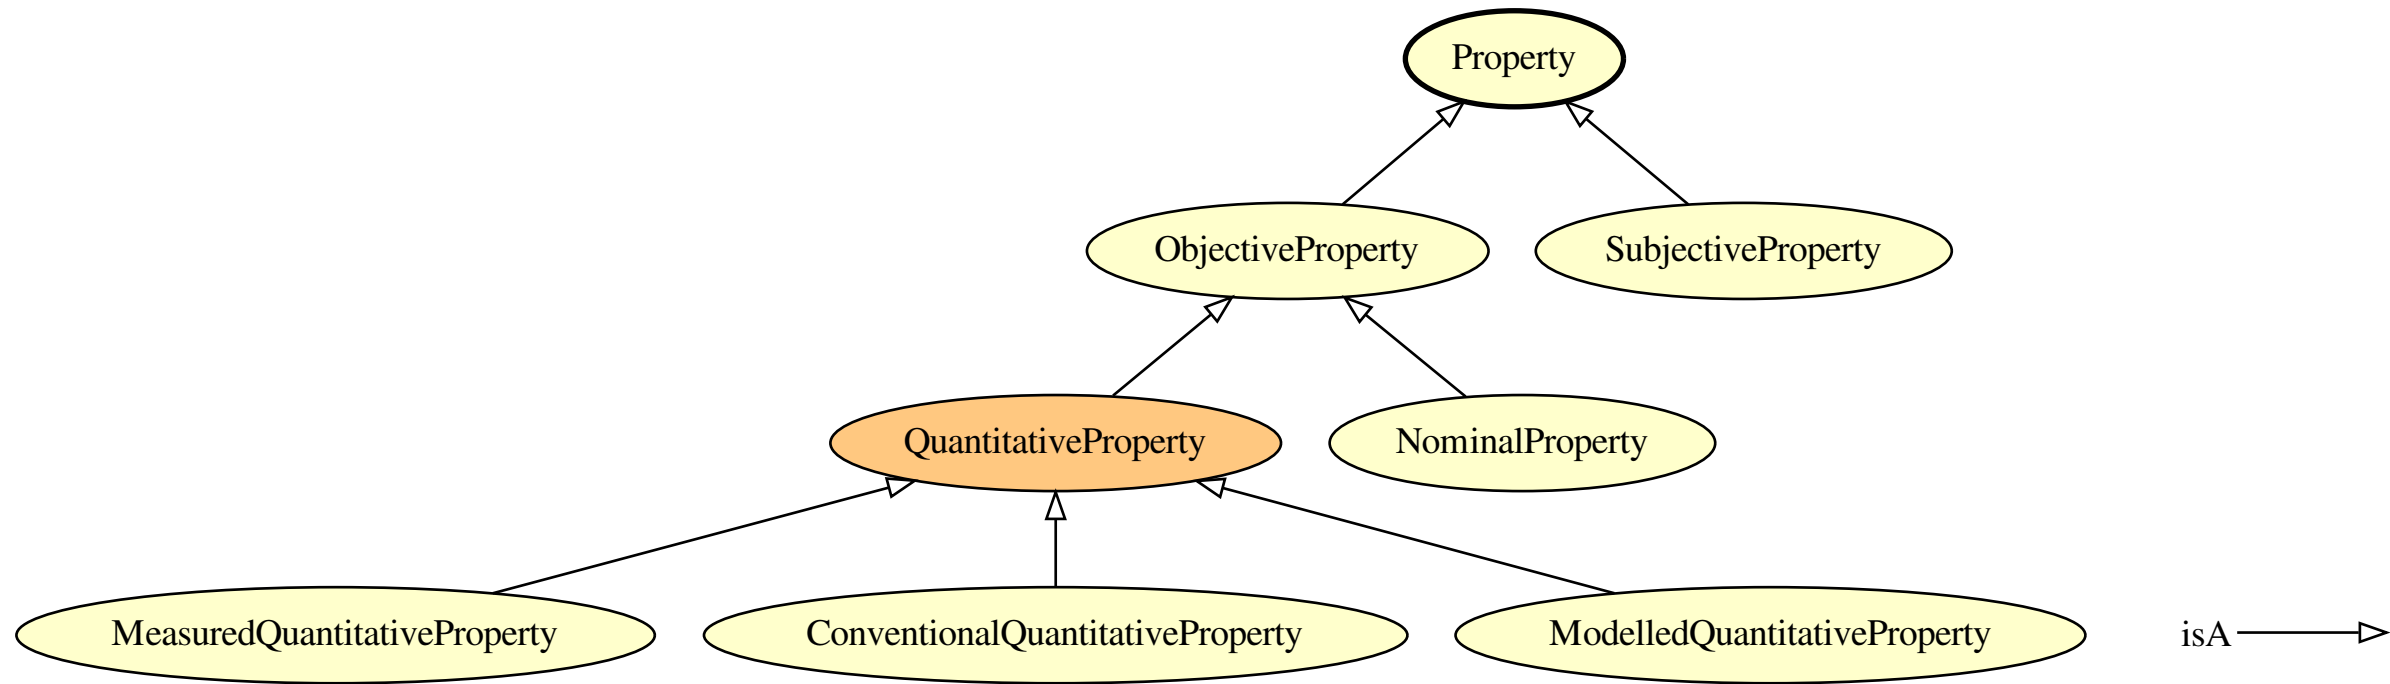 Property
ObjectiveProperty
SubjectiveProperty
QuantitativeProperty
NominalProperty
MeasuredQuantitativeProperty
ConventionalQuantitativeProperty
ModelledQuantitativeProperty
isA